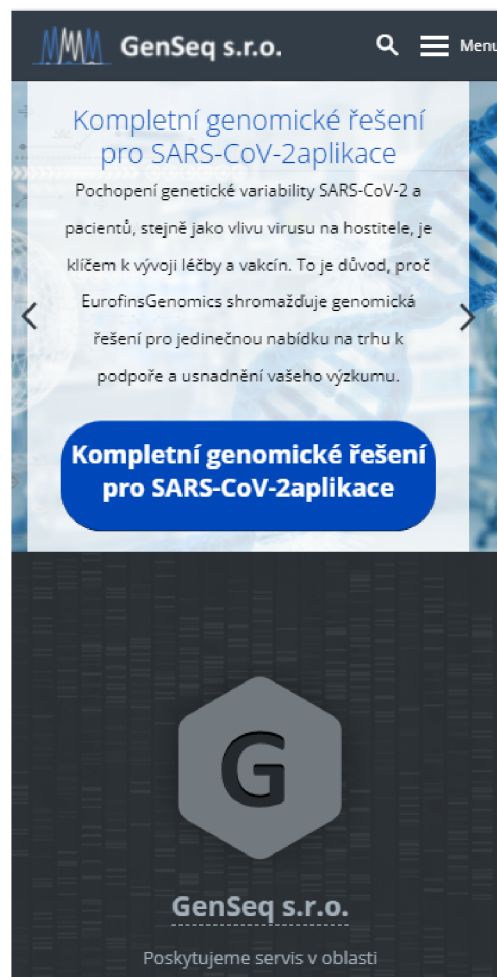 GenSeq s.r.o.
Menu
Kompletní genomické řešení
pro SARS-CoV-2aplikace
Pochopení genetické variability SARS-CoV-2 a
pacientů, stejně jako vlivu virusu na hostitele, je
klíčem k vývoji léčby a vakcín. To je důvod, proč
EurofinsGenomics shromažďuje genomická
řešení pro jedinečnou nabídku na trhu k
podpoře a usnadnění vašeho výzkumu.
Kompletní genomické řešení
pro SARS-CoV-2aplikace
G
GenSeq s.r.o.
Poskytujeme servis v oblasti